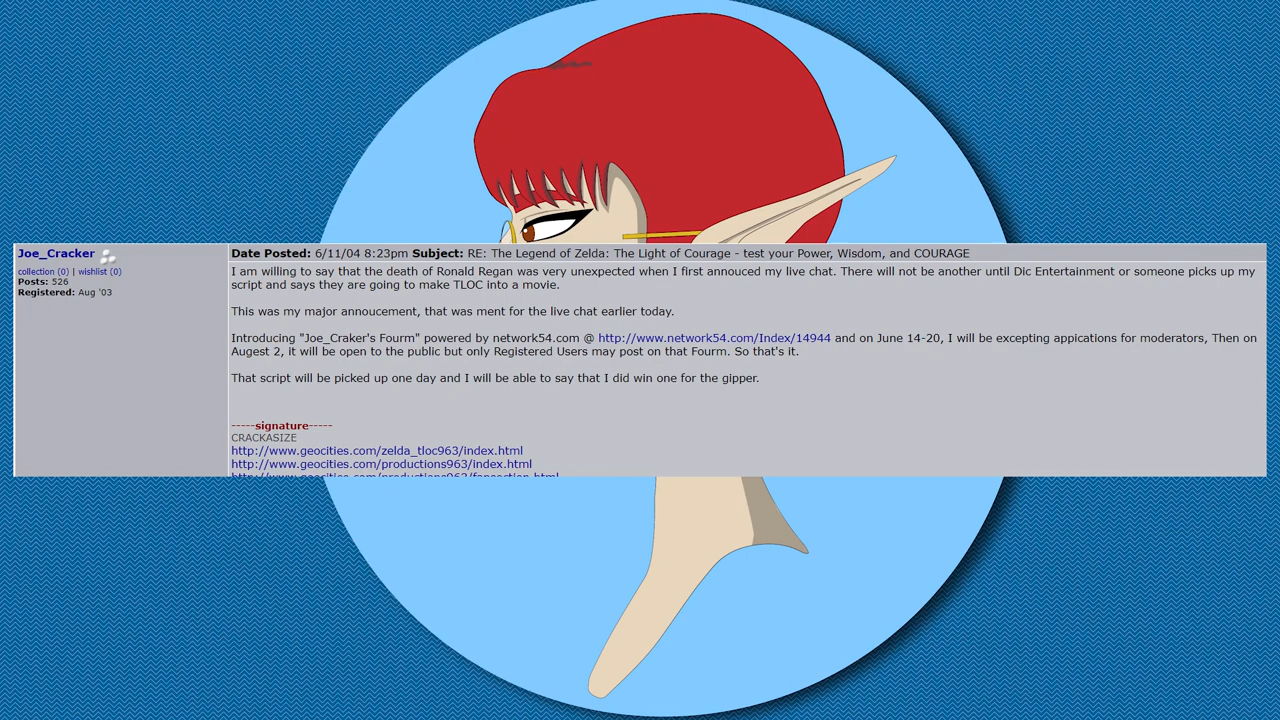 Joe_Cracker
collection (0) | wishlist (0)
Posts: 526
Registered: Aug '03
Date Posted: 6/11/04 8:23pm Subject: RE: The Legend of Zelda: The Light of Courage - test your Power, Wisdom, and COURAGE
I am willing to say that the death of Ronald Regan was very unexpected when I first annouced my live chat. There will not be another until Dic Entertainment or someone picks up my
script and says they are going to make TLOC into a movie.
This was my major annoucement, that was ment for the live chat earlier today.
Introducing "Joe_Craker's Fourm" powered by network54.com @ http://www.network54.com/Index/14944 and on June 14-20, I will be excepting appications for moderators, Then on
Augest 2, it will be open to the public but only Registered Users may post on that Fourm. So that's it.
That script will be picked up one day and I will be able to say that I did win one for the gipper.
-----signature-----
CRACKASIZE
http://www.geocities.com/zelda_tloc963/index.html
http://www.geocities.com/productions963/index.html